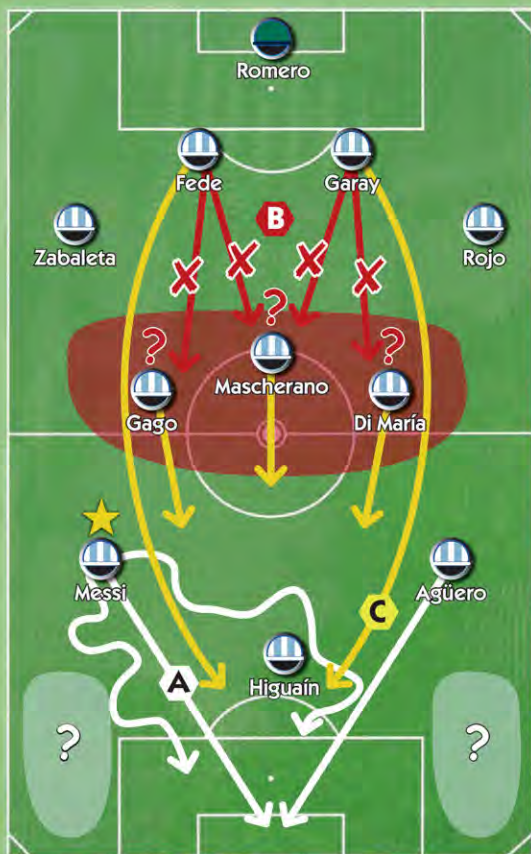 Romero
Fede
Garay
B
Zabaleta
Rojo
?
?
?
Mascherano
Gago
Di María
Messi
Agüero
C
Higuaín
A
?
?